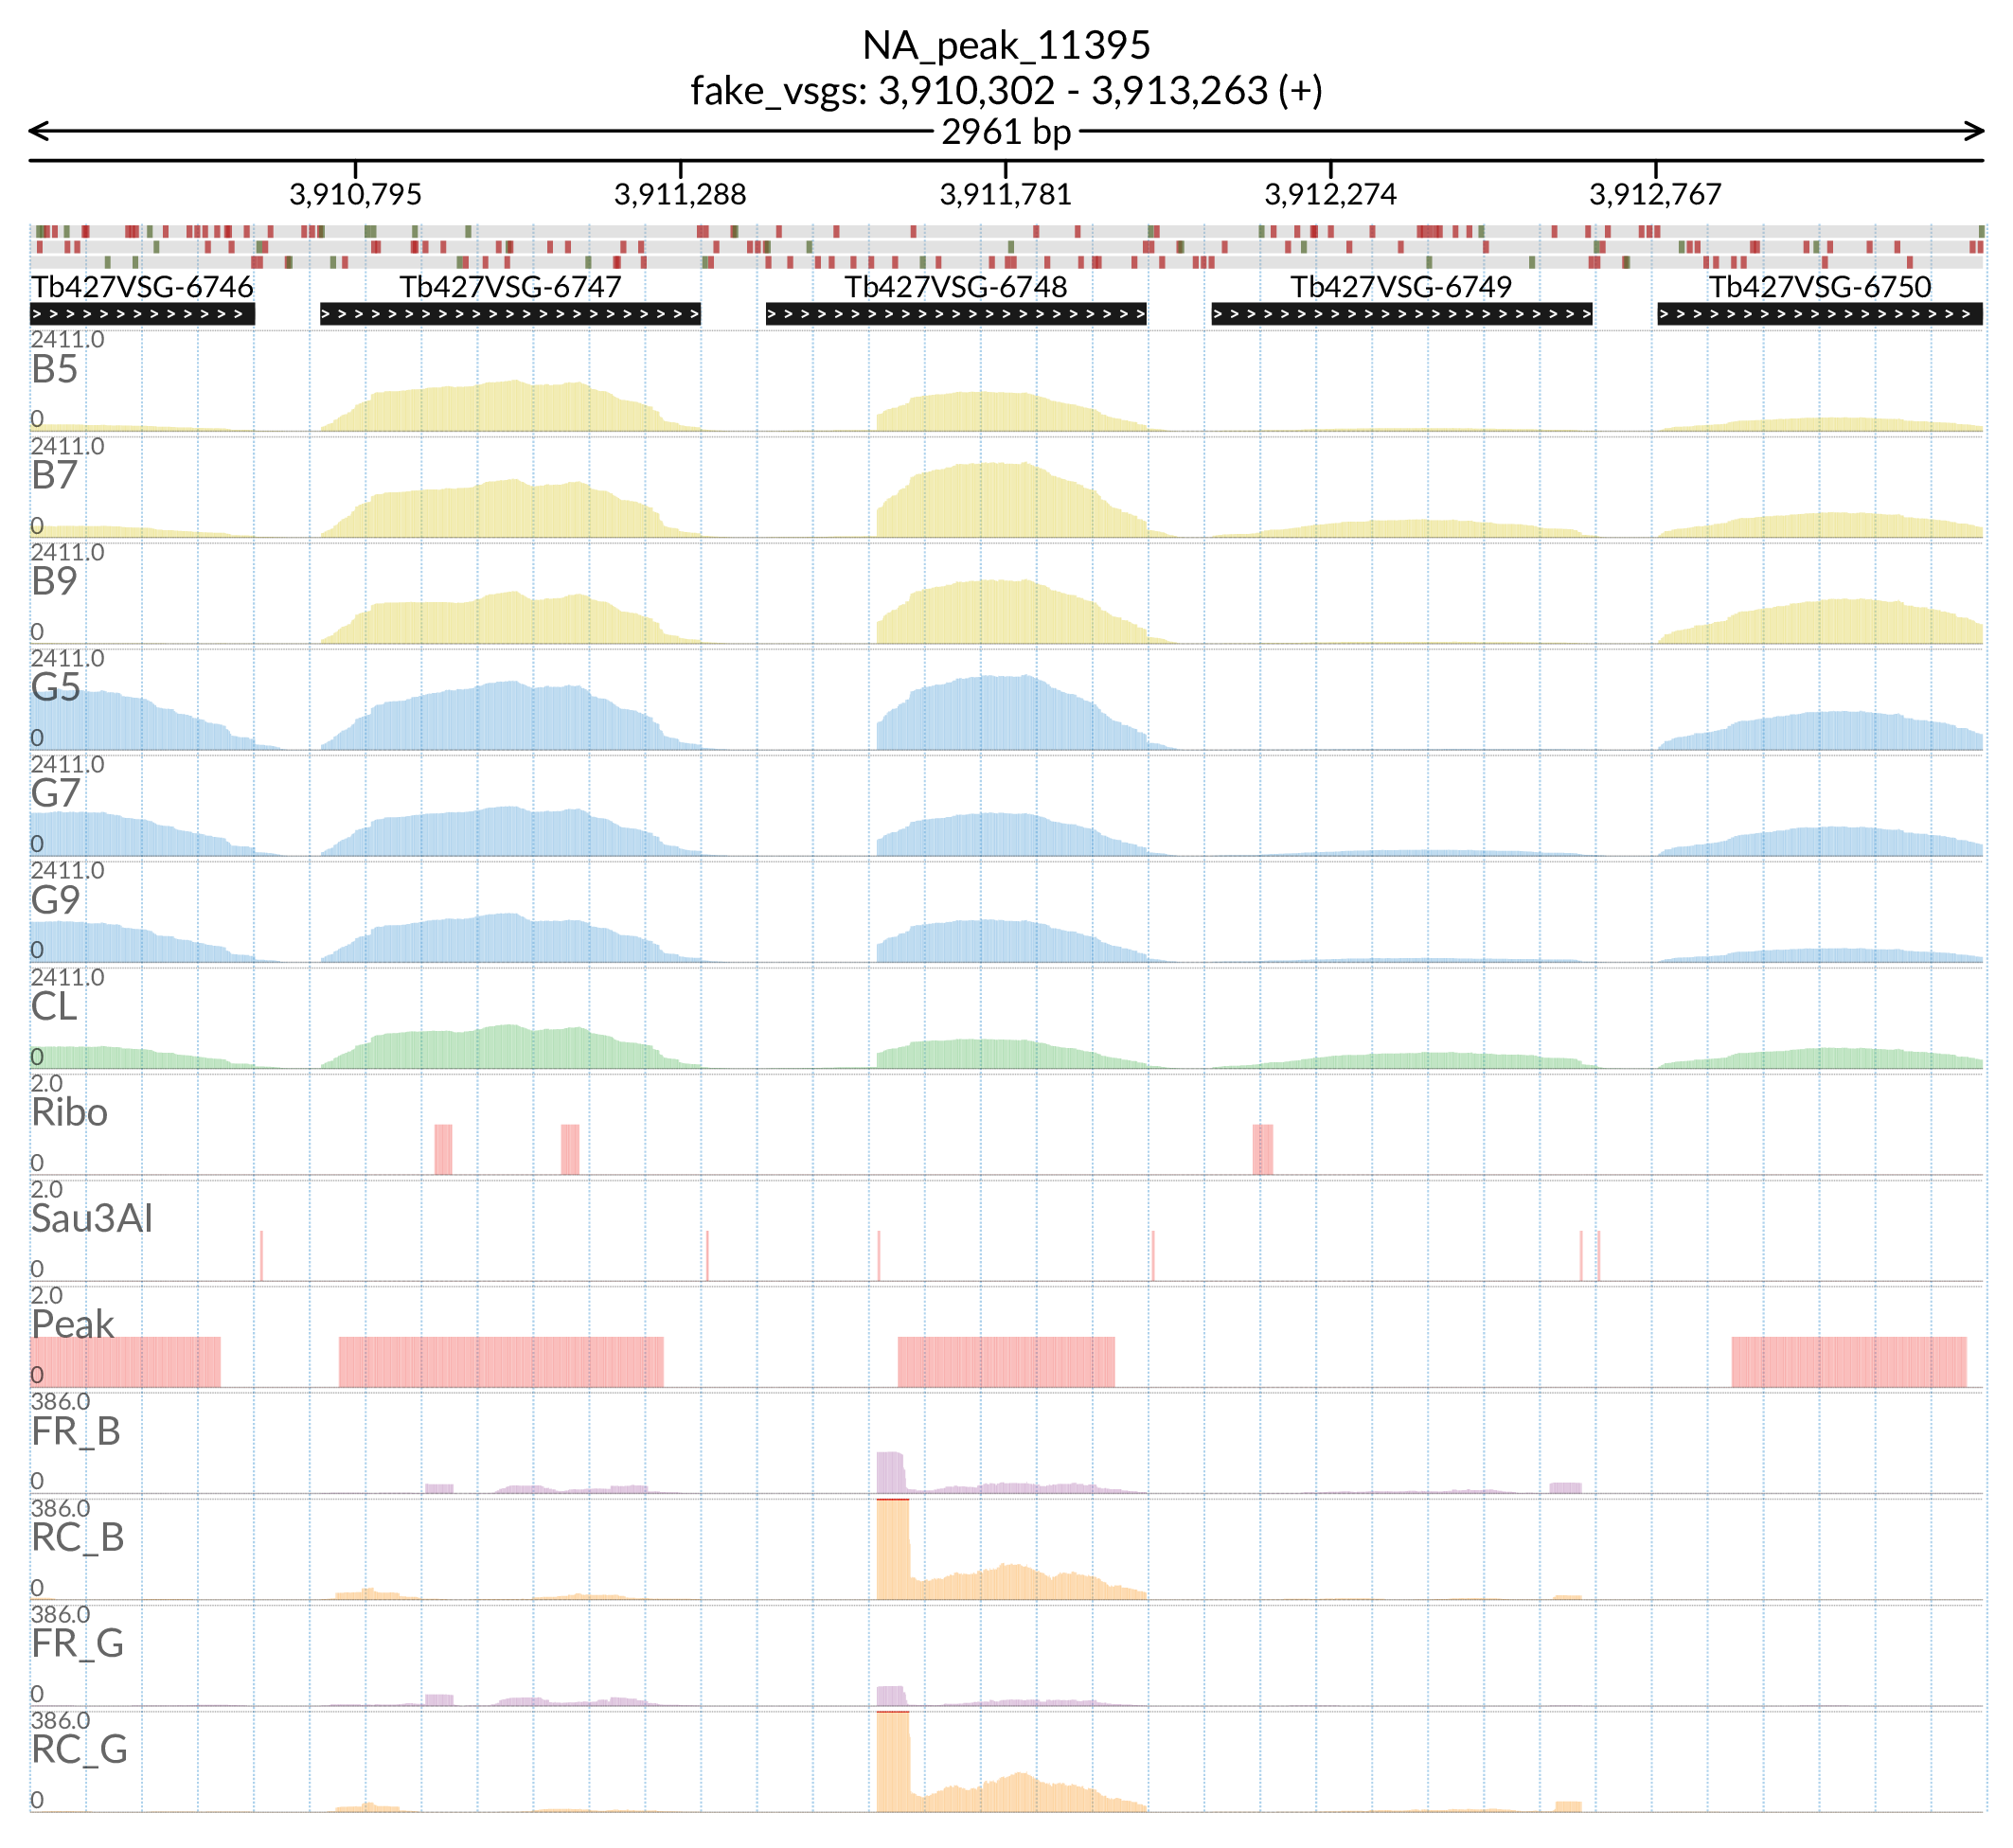 NA_peak_11395
fake_vsgs: 3,910,302 - 3,913,263 (+)
2961 bp
3,910,795 3,911,288 3,911,781 3,912,274 3,912,767
Tb427VSG-6746 Tb427VSG-6747 Tb427VSG-6748 Tb427VSG-6749 Tb427VSG-6750
2411.0
B5
0
2411.0
B7
0
2411.0
B9
0
2411.0
G5
0
2411.0
G7
0
2411.0
G9
0
2411.0
CL
0
2.0
Ribo
0
2.0
Sau3AI
0
2.0
Peak
0
386.0
FR_B
0
386.0
RC_B
0
386.0
FR_G
0
386.0
RC_G
0